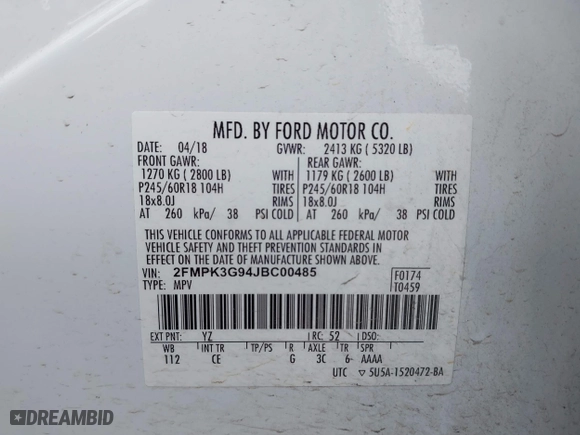 MFD. BY FORD MOTOR CO.
DATE: 04/18 GVWR: 2413 KG ( 5320 LB)
FRONT GAWR: REAR GAWR:
1270 KG ( 2800 LB) WITH 1179 KG ( 2600 LB) WITH
P245/60R18 104H TIRES P245/60R18 104H TIRES
18x8.0J RIMS 18x8.0J RIMS
AT 260 kPa/ 38 PSI COLD AT 260 kPa/ 38 PSI COLD
THIS VEHICLE CONFORMS TO ALL APPLICABLE FEDERAL MOTOR
VEHICLE SAFETY AND THEFT PREVENTION STANDARDS IN
EFFECT ON THE DATE OF MANUFACTURE SHOWN ABOVE.
VIN: 2FMPK3G94JBC00485 F0174
TYPE: MPV T0459
EXT PNT: YZ RC: 52 DSO:
WB INT TR TP/PS R AXLE TR SPR
112 CE G 3C 6- AAAA
UTC ▽ 5U5A-1520472-BA
DREAMBID